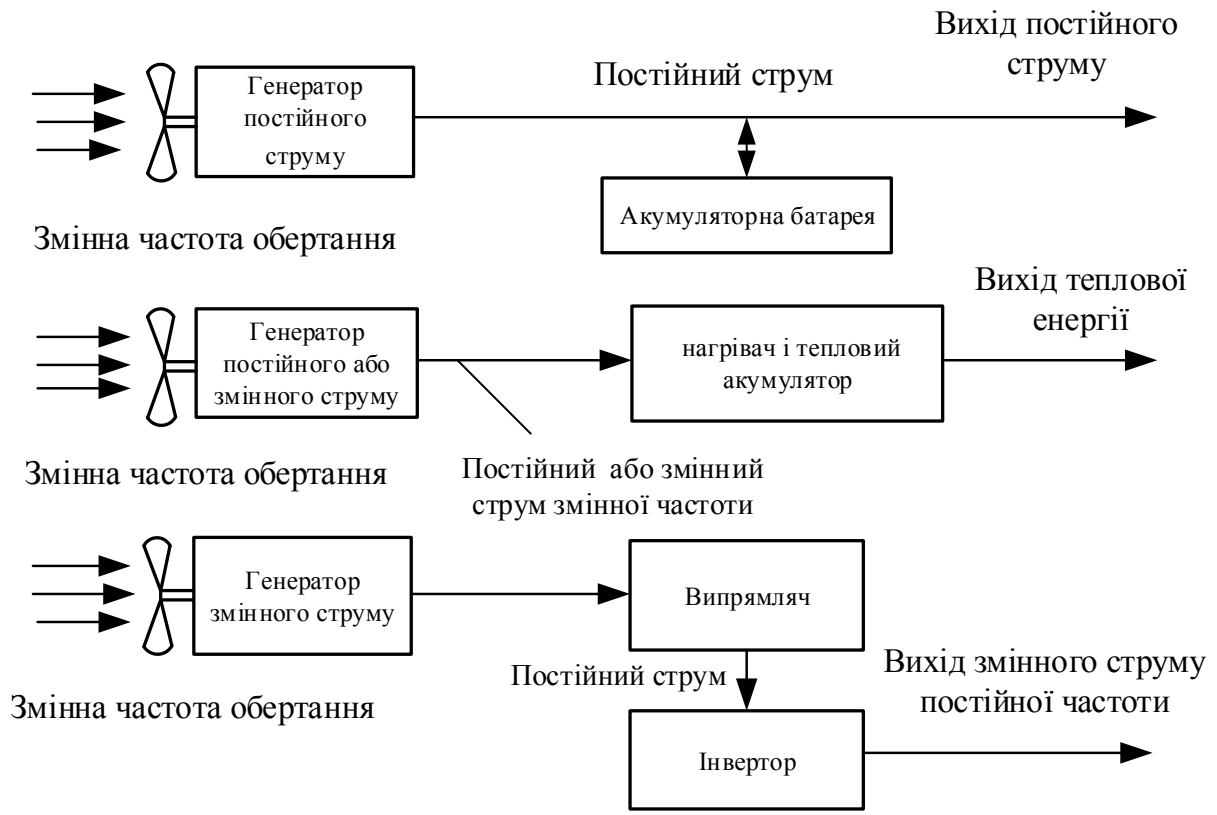 Вихід постійного
струму
Постійний струм
Генератор
постійного
струму
Акумуляторна батарея
Змінна частота обертання
Вихід теплової
енергії
Генератор
постійного або
змінного струму
нагрівач і тепловий
акумулятор
Змінна частота обертання
Постійний або змінний
струм змінної частоти
Генератор
змінного струму
Випрямляч
Постійний струм
Вихід змінного струму
постійної частоти
Змінна частота обертання
Інвертор